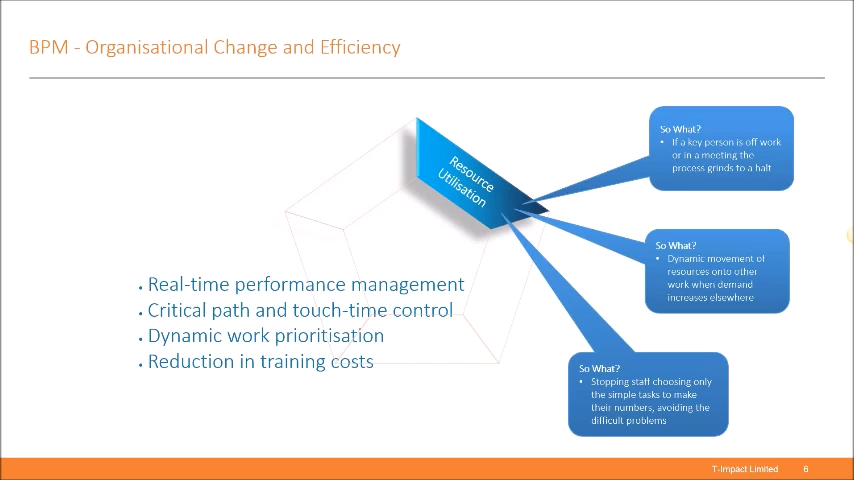 BPM - Organisational Change and Efficiency
Resource
Utilisation
So What?
• If a key person is off work
or in a meeting the
process grinds to a halt
So What?
• Dynamic movement of
resources onto other
work when demand
increases elsewhere
So What?
• Stopping staff choosing only
the simple tasks to make
their numbers, avoiding the
difficult problems
• Real-time performance management
• Critical path and touch-time control
• Dynamic work prioritisation
• Reduction in training costs
T-Impact Limited 6